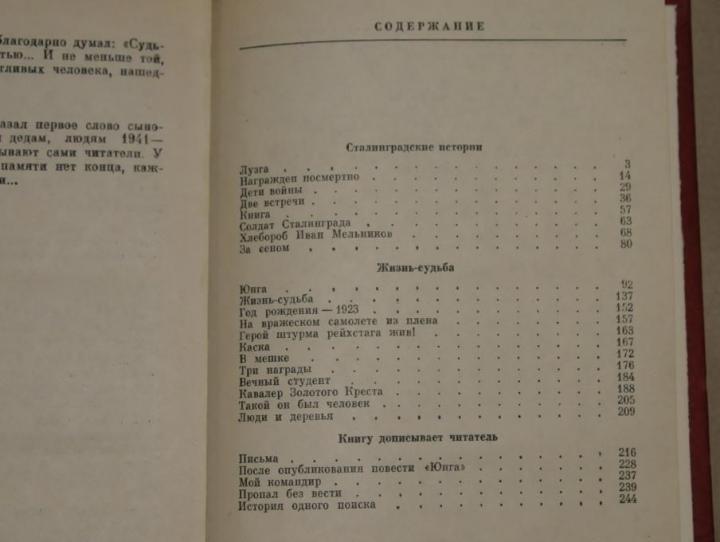 благодарно думал: «Судь-
тью... И не меньше той,
тливых человека, нашед-
азал первое слово сыно-
дедам, людям 1941—
ывают сами читатели. У
памяти нет конца, каж-
и...
СОДЕРЖАНИЕ
Сталинградские истории
Лузга . . . . . . . . . . . . 3
Награжден посмертно . . . . . . . . . . 14
Дети войны . . . . . . . . . . . 29
Две встречи . . . . . . . . . . . 36
Книга . . . . . . . . . . . . 57
Солдат Сталинграда . . . . . . . . . . 63
Хлебороб Иван Мельников . . . . . . . . 68
За сеном . . . . . . . . . . . 80
Жизнь-судьба
Юнга . . . . . . . . . . . . 92
Жизнь-судьба . . . . . . . . . . . 137
Год рождения — 1923 . . . . . . . . . . 152
На вражеском самолете из плена . . . . . . . 157
Герой штурма рейхстага жив! . . . . . . . . 163
Каска . . . . . . . . . . . . 167
В мешке . . . . . . . . . . . 172
Три награды . . . . . . . . . . . 176
Вечный студент . . . . . . . . . . 184
Кавалер Золотого Креста . . . . . . . . . 188
Такой он был человек . . . . . . . . . 205
Люди и деревья . . . . . . . . . . 209
Книгу дописывает читатель
Письма . . . . . . . . . . . . 216
После опубликования повести «Юнга» . . . . . . 228
Мой командир . . . . . . . . . . 237
Пропал без вести . . . . . . . . . . 239
История одного поиска . . . . . . . . . 244